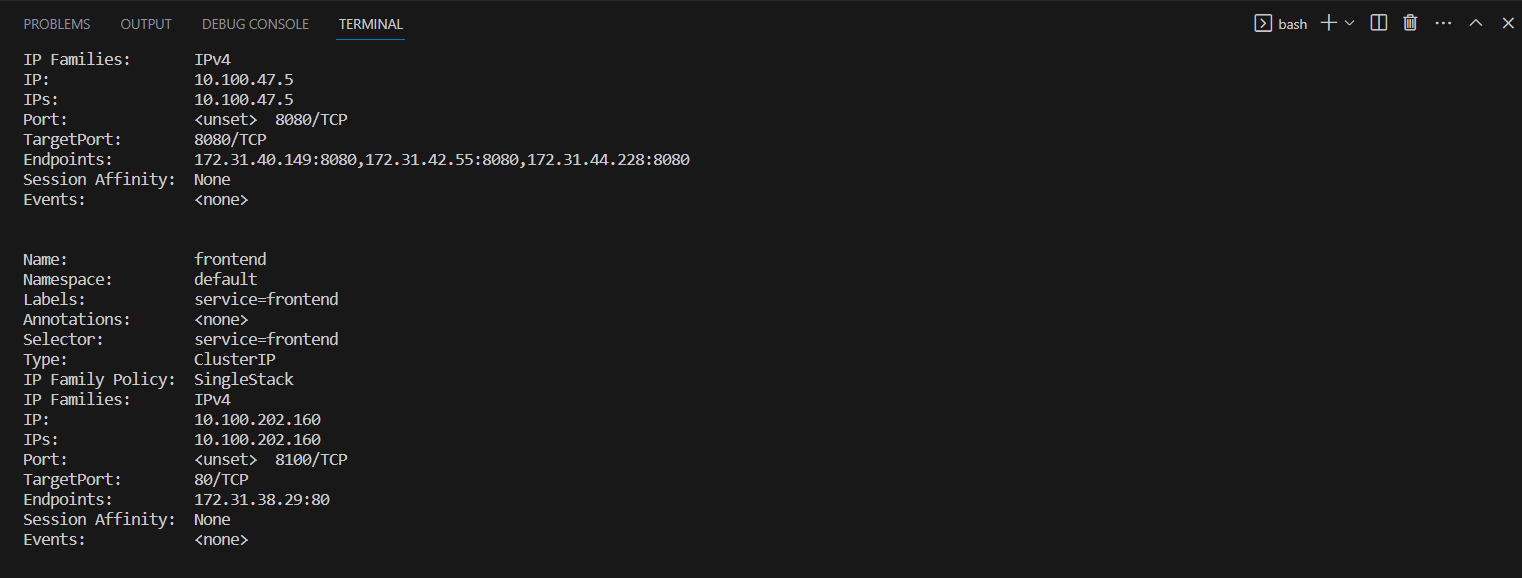 PROBLEMS OUTPUT DEBUG CONSOLE TERMINAL bash
IP Families: IPv4
IP: 10.100.47.5
IPs: 10.100.47.5
Port: <unset> 8080/TCP
TargetPort: 8080/TCP
Endpoints: 172.31.40.149:8080,172.31.42.55:8080,172.31.44.228:8080
Session Affinity: None
Events: <none>
Name: frontend
Namespace: default
Labels: service=frontend
Annotations: <none>
Selector: service=frontend
Type: ClusterIP
IP Family Policy: SingleStack
IP Families: IPv4
IP: 10.100.202.160
IPs: 10.100.202.160
Port: <unset> 8100/TCP
TargetPort: 80/TCP
Endpoints: 172.31.38.29:80
Session Affinity: None
Events: <none>